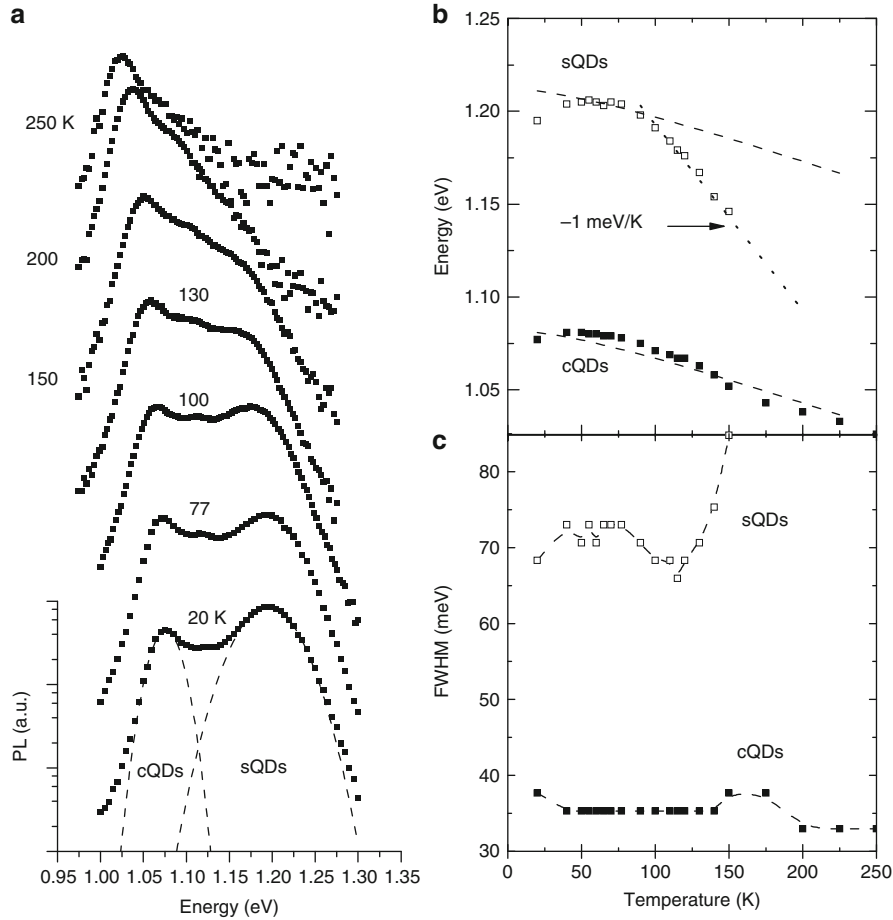 a
250 K
200
150
130
100
77
20 K
cQDs
sQDs
PL (a.u.)
0.95 1.00 1.05 1.10 1.15 1.20 1.25 1.30 1.35
Energy (eV)
b
1.25
1.20
1.15
1.10
1.05
Energy (eV)
sQDs
–1 meV/K
cQDs
c
80
70
60
50
40
30
FWHM (meV)
sQDs
cQDs
0 50 100 150 200 250
Temperature (K)